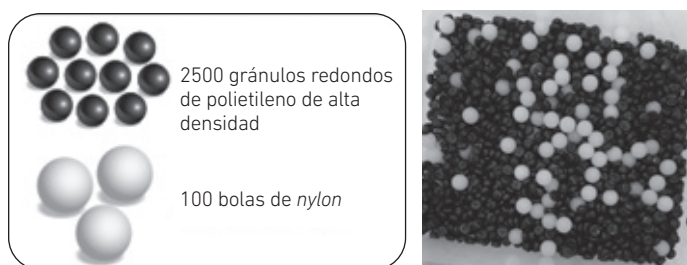 2500 gránulos redondos
de polietileno de alta
densidad
100 bolas de nylon